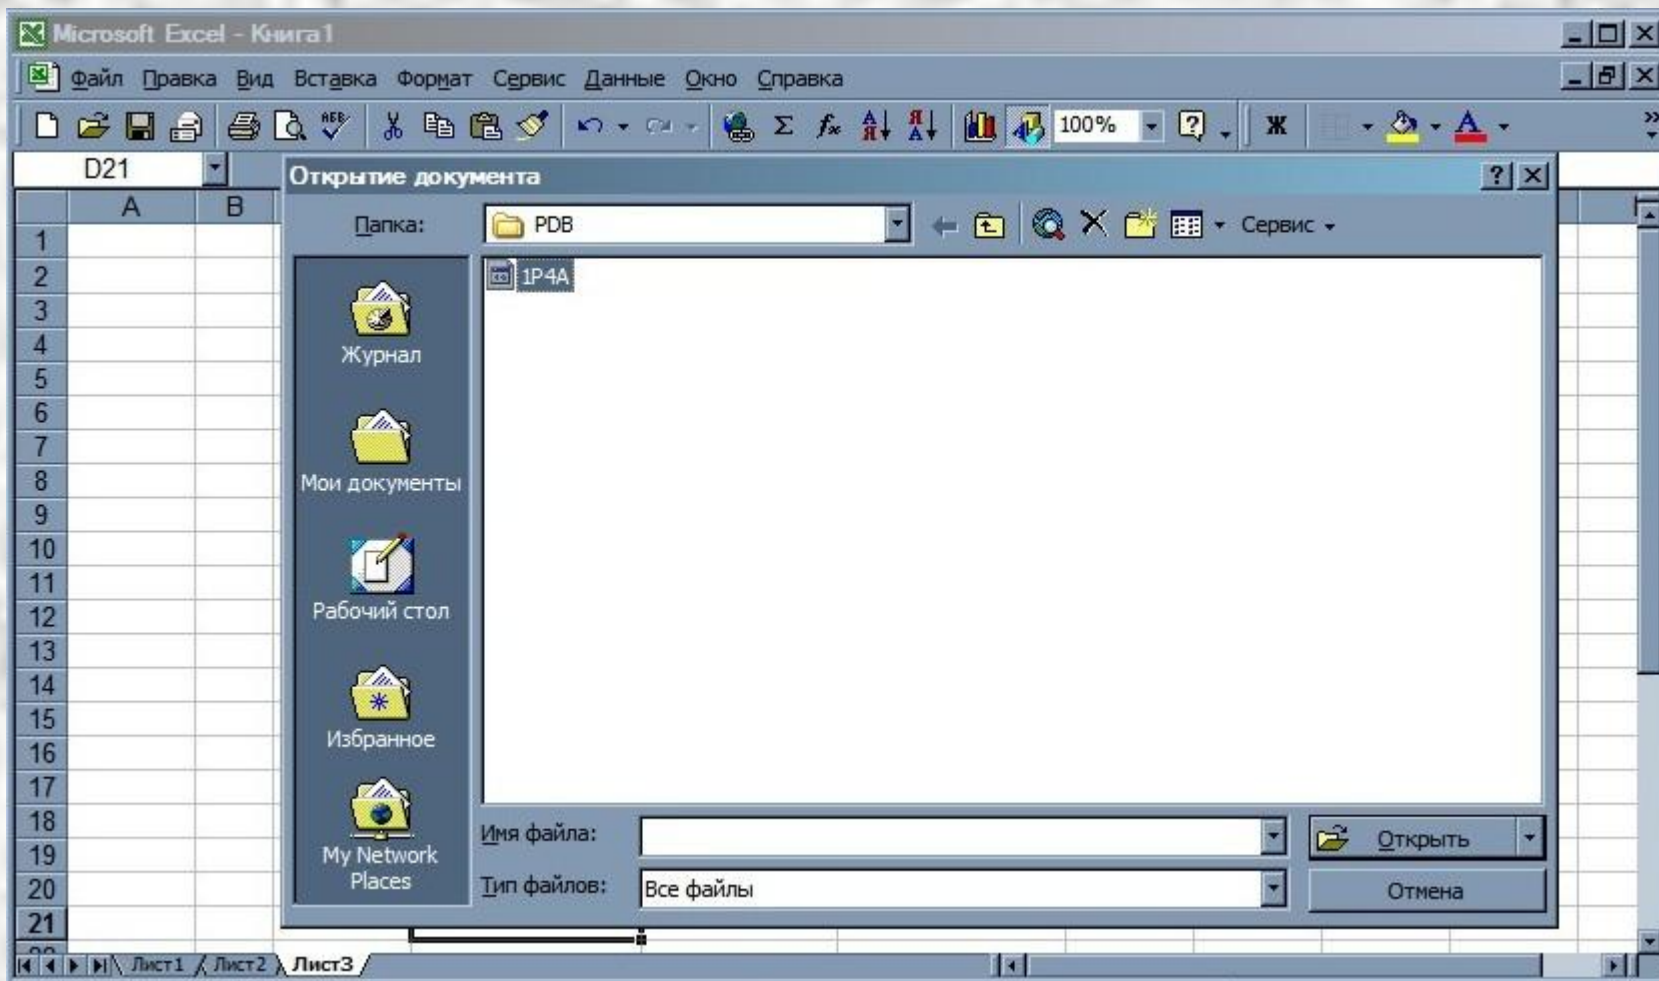 Microsoft Excel - Книга1
Файл Правка Вид Вставка Формат Сервис Данные Окно Справка
100% Ж А
D21
Открытие документа
Папка: PDB Сервис
A B
1
2
3
4
5
6
7
8
9
10
11
12
13
14
15
16
17
18
19
20
21
1P4A
Журнал
Мои документы
Рабочий стол
Избранное
My Network
Places
Имя файла:
Открыть
Тип файлов: Все файлы
Отмена
Лист1 Лист2 Лист3